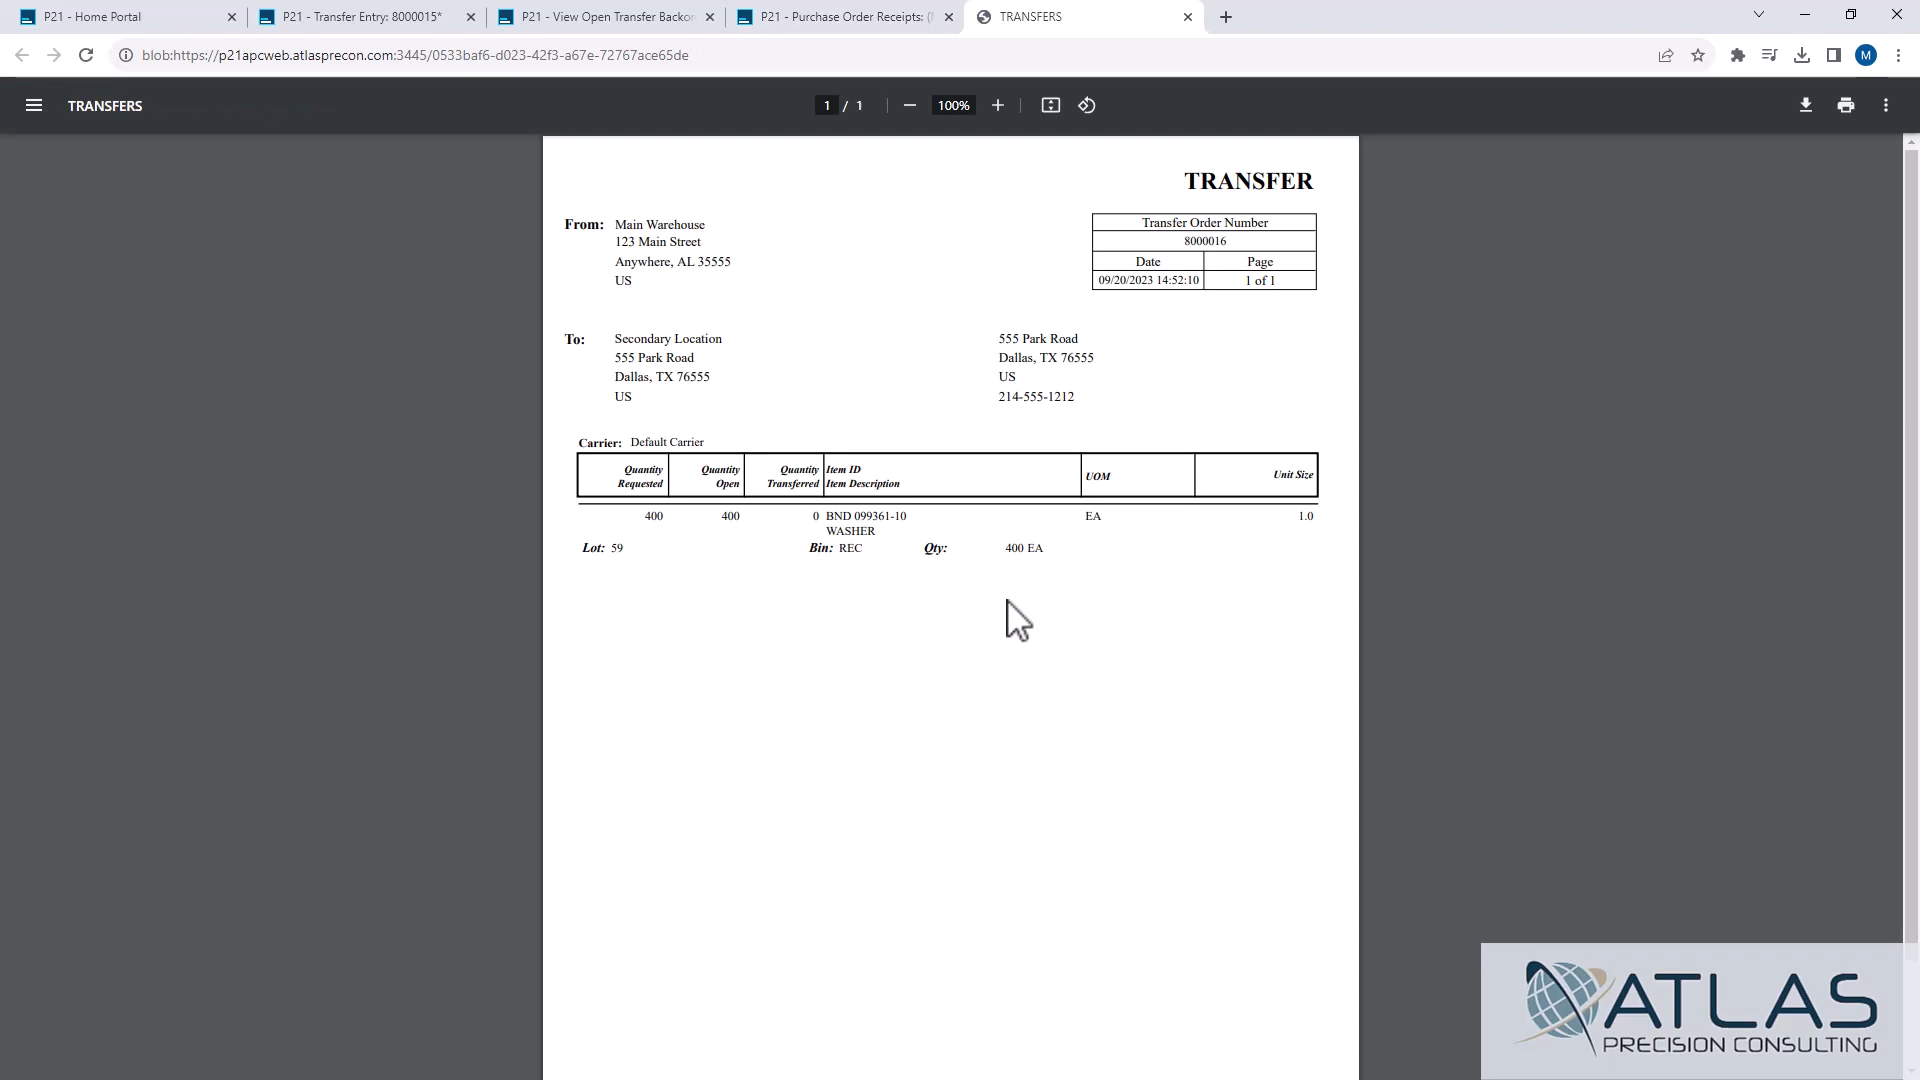 P21 - Home Portal
P21 - Transfer Entry: 8000015*
P21 - View Open Transfer Backor
P21 - Purchase Order Receipts: (
TRANSFERS
blob:https://p21apcweb.atlasprecon.com:3445/0533baf6-d023-42f3-a67e-72767ace65de
M
TRANSFERS
1 / 1
100%
TRANSFER
From: Main Warehouse
123 Main Street
Anywhere, AL 35555
US
Transfer Order Number
8000016
Date Page
09/20/2023 14:52:10 1 of 1
To: Secondary Location 555 Park Road
555 Park Road Dallas, TX 76555
Dallas, TX 76555 US
US 214-555-1212
Carrier: Default Carrier
Quantity Requested Quantity Open Quantity Transferred Item ID Item Description UOM Unit Size
400 400 0 BND 099361-10 EA 1.0
WASHER
Lot: 59 Bin: REC Qty: 400 EA
ATLAS
PRECISION CONSULTING